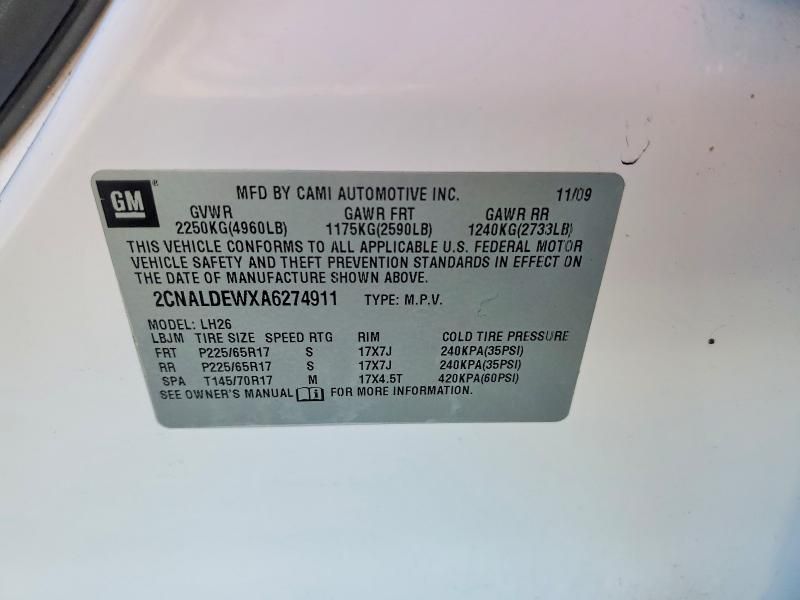 GM ® MFD BY CAMI AUTOMOTIVE INC. 11/09
GVWR GAWR FRT GAWR RR
2250KG(4960LB) 1175KG(2590LB) 1240KG(2733LB)
THIS VEHICLE CONFORMS TO ALL APPLICABLE U.S. FEDERAL MOTOR
VEHICLE SAFETY AND THEFT PREVENTION STANDARDS IN EFFECT ON
THE DATE OF MANUFACTURE SHOWN ABOVE.
2CNALDEWXA6274911 TYPE: M.P.V.
MODEL: LH26
LBJM TIRE SIZE SPEED RTG RIM COLD TIRE PRESSURE
FRT P225/65R17 S 17X7J 240KPA(35PSI)
RR P225/65R17 S 17X7J 240KPA(35PSI)
SPA T145/70R17 M 17X4.5T 420KPA(60PSI)
SEE OWNER'S MANUAL i FOR MORE INFORMATION.